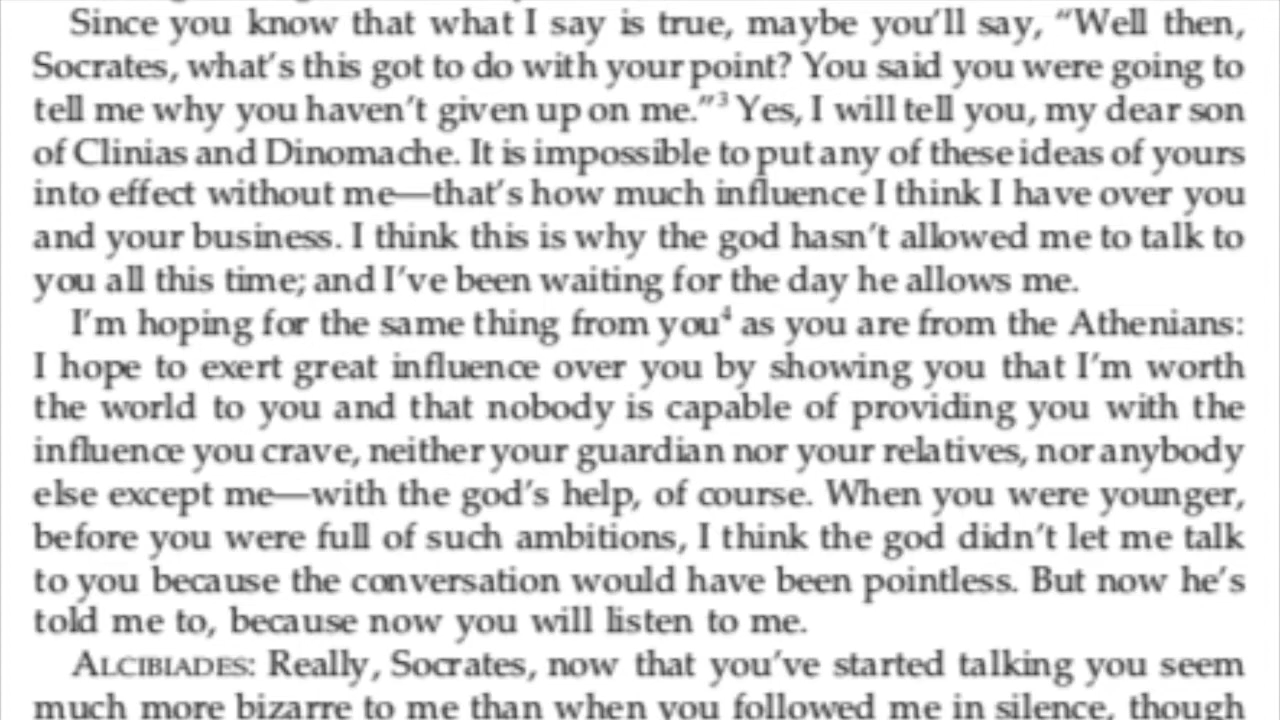 Since you know that what I say is true, maybe you'll say, "Well then,
Socrates, what's this got to do with your point? You said you were going to
tell me why you haven't given up on me."³ Yes, I will tell you, my dear son
of Clinias and Dinomache. It is impossible to put any of these ideas of yours
into effect without me—that's how much influence I think I have over you
and your business. I think this is why the god hasn't allowed me to talk to
you all this time; and I've been waiting for the day he allows me.
I'm hoping for the same thing from you⁴ as you are from the Athenians:
I hope to exert great influence over you by showing you that I'm worth
the world to you and that nobody is capable of providing you with the
influence you crave, neither your guardian nor your relatives, nor anybody
else except me—with the god's help, of course. When you were younger,
before you were full of such ambitions, I think the god didn't let me talk
to you because the conversation would have been pointless. But now he's
told me to, because now you will listen to me.
ALCIBIADES: Really, Socrates, now that you've started talking you seem
much more bizarre to me than when you followed me in silence, though